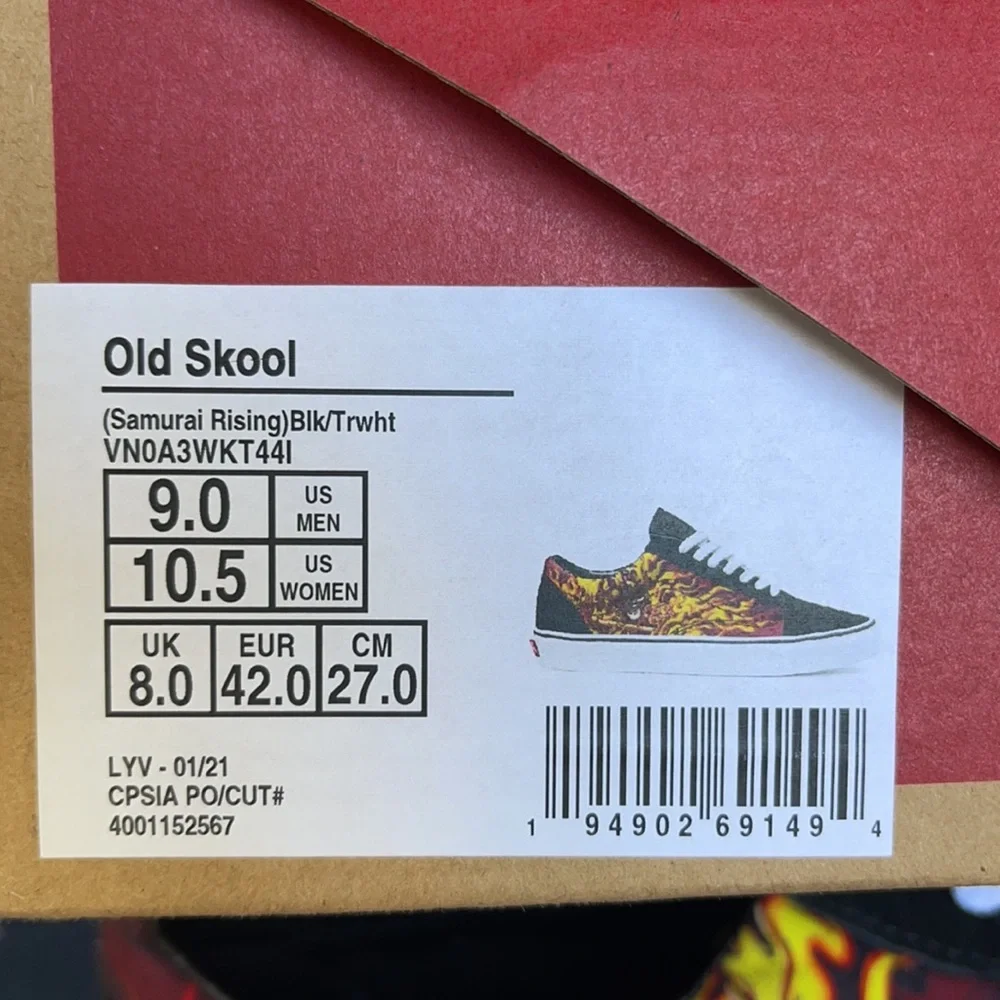 Old Skool
(Samurai Rising)Blk/Trwht
VN0A3WKT44I
9.0 US MEN
10.5 US WOMEN
UK EUR CM
8.0 42.0 27.0
LYV - 01/21
CPSIA PO/CUT#
4001152567
1 94902 69149 4